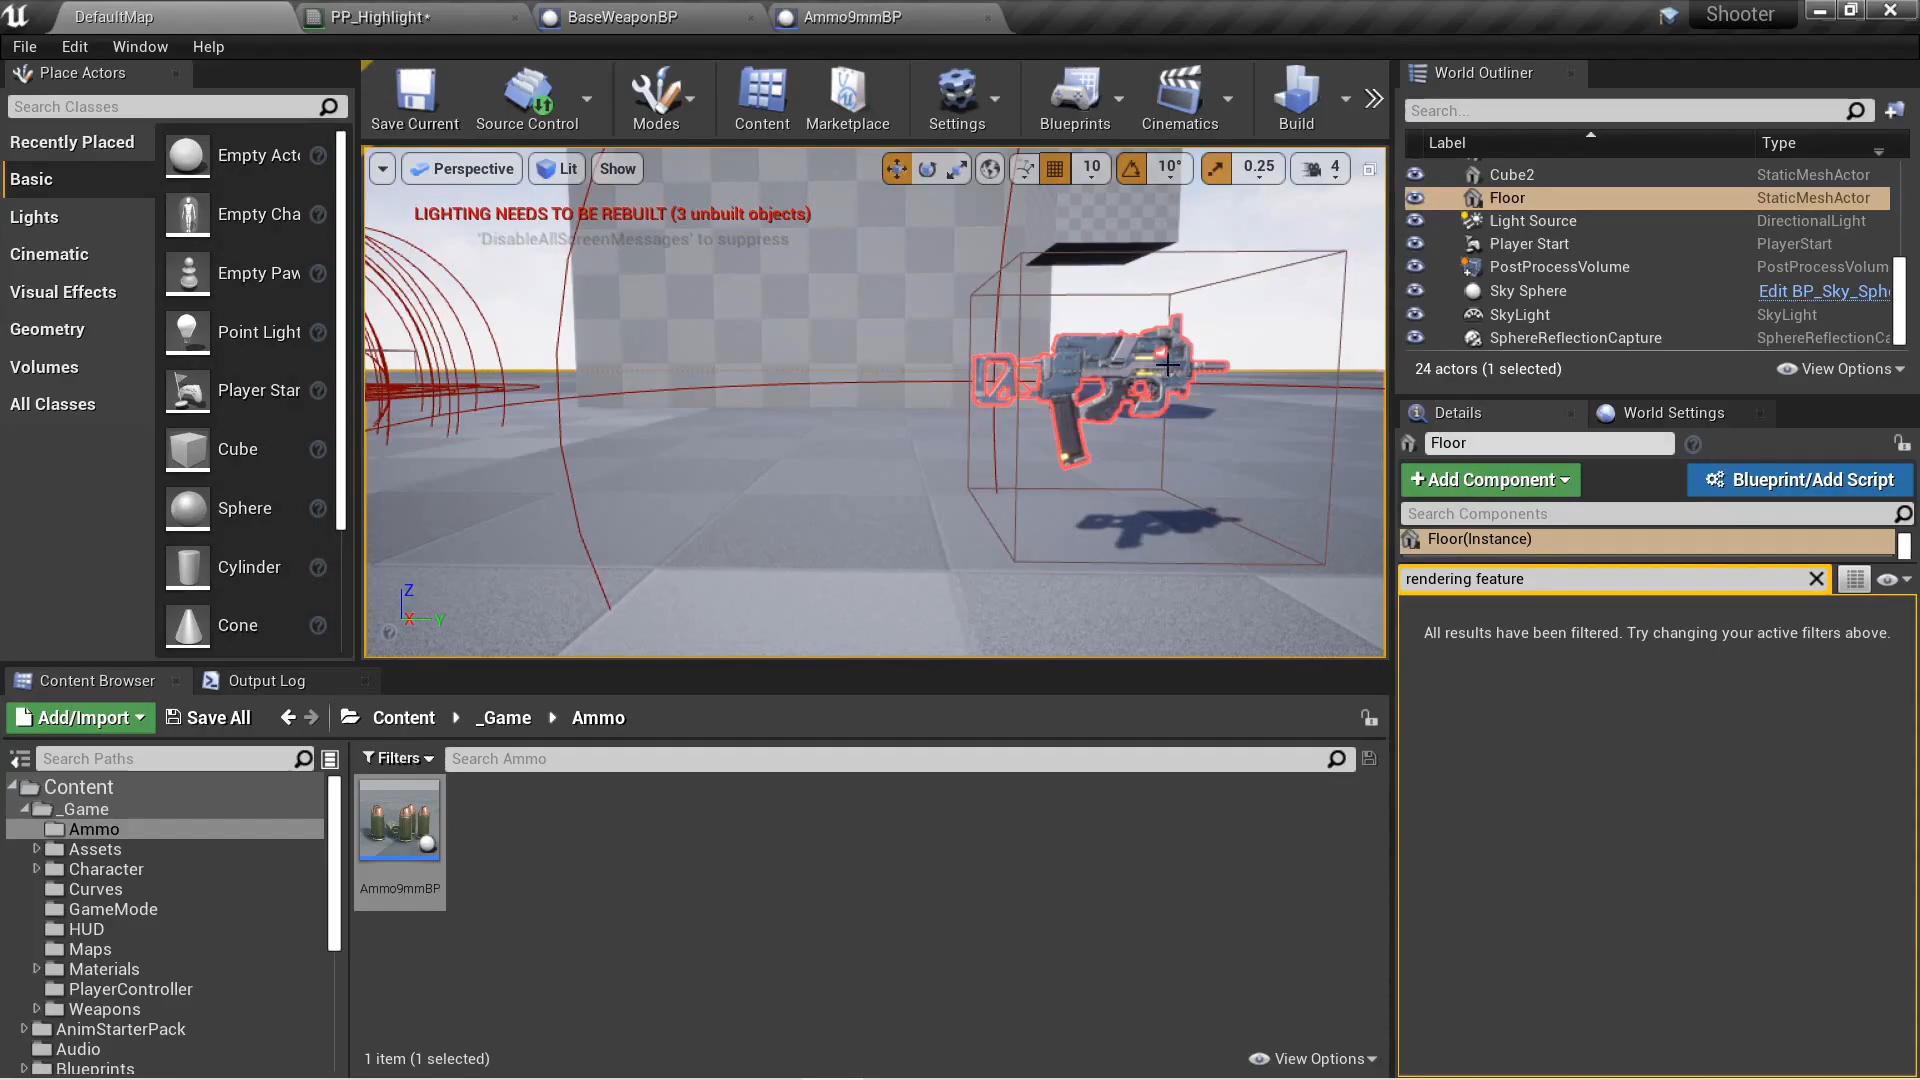 DefaultMap
PP_Highlight*
BaseWeaponBP
Ammo9mmBP
Shooter
File
Edit
Window
Help
Place Actors
Search Classes
Recently Placed
Basic
Lights
Cinematic
Visual Effects
Geometry
Volumes
All Classes
Empty Acto
Empty Cha
Empty Paw
Point Light
Player Star
Cube
Sphere
Cylinder
Cone
Save Current
Source Control
Modes
Content
Marketplace
Settings
Blueprints
Cinematics
Build
Perspective
Lit
Show
10
10°
0.25
4
LIGHTING NEEDS TO BE REBUILT (3 unbuilt objects)
'DisableAllScreenMessages' to suppress
Z
X
Y
World Outliner
Search...
Label
Type
Cube2
StaticMeshActor
Floor
StaticMeshActor
Light Source
DirectionalLight
Player Start
PlayerStart
PostProcessVolume
PostProcessVolum
Sky Sphere
Edit BP_Sky_Sph
SkyLight
SkyLight
SphereReflectionCapture
SphereReflectionCa
24 actors (1 selected)
View Options
Details
World Settings
Floor
Add Component
Blueprint/Add Script
Search Components
Floor(Instance)
rendering feature
All results have been filtered. Try changing your active filters above.
Content Browser
Output Log
Add/Import
Save All
Content
_Game
Ammo
Search Paths
Filters
Search Ammo
Content
_Game
Ammo
Assets
Character
Curves
GameMode
HUD
Maps
Materials
PlayerController
Weapons
AnimStarterPack
Audio
Blueprints
Ammo9mmBP
1 item (1 selected)
View Options